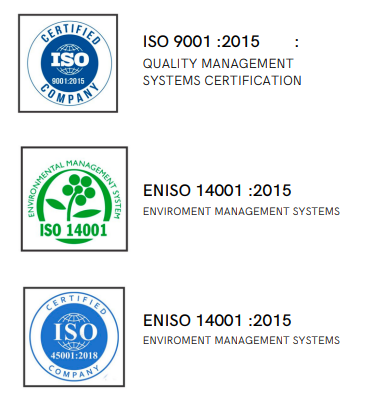 CERTIFIED
ISO
9001:2015
COMPANY
ISO 9001 :2015 :
QUALITY MANAGEMENT
SYSTEMS CERTIFICATION
ENVIRONMENTAL MANAGEMENT SYSTEM
ISO 14001
ENISO 14001 :2015
ENVIROMENT MANAGEMENT SYSTEMS
CERTIFIED
ISO
45001:2018
COMPANY
ENISO 14001 :2015
ENVIROMENT MANAGEMENT SYSTEMS